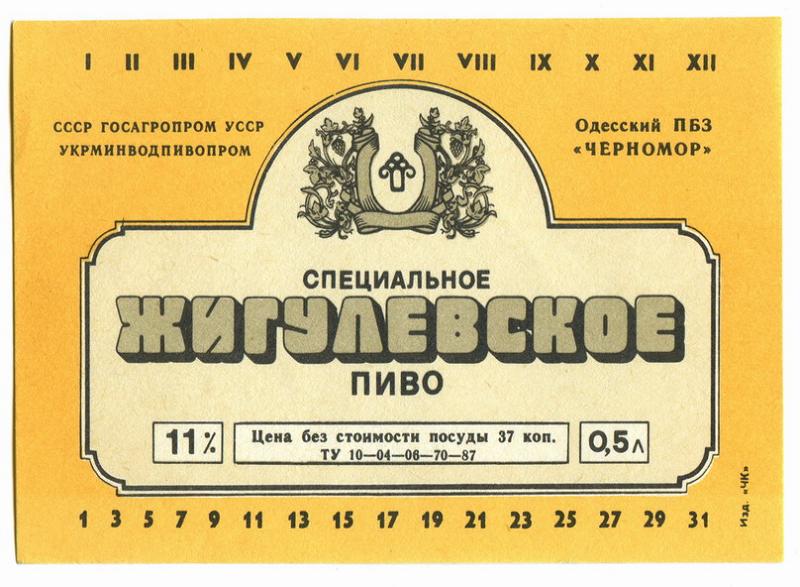 I II III IV V VI VII VIII IX X XI XII
СССР ГОСАГРОПРОМ УССР
УКРМИНВОДПИВОПРОМ
Одесский ПБЗ
«ЧЕРНОМОР»
СПЕЦИАЛЬНОЕ
ЖИГУЛЕВСКОЕ
ПИВО
11%
Цена без стоимости посуды 37 коп.
ТУ 10—04—06—70—87
0,5л
1 3 5 7 9 11 13 15 17 19 21 23 25 27 29 31
Изд. «ЧК»